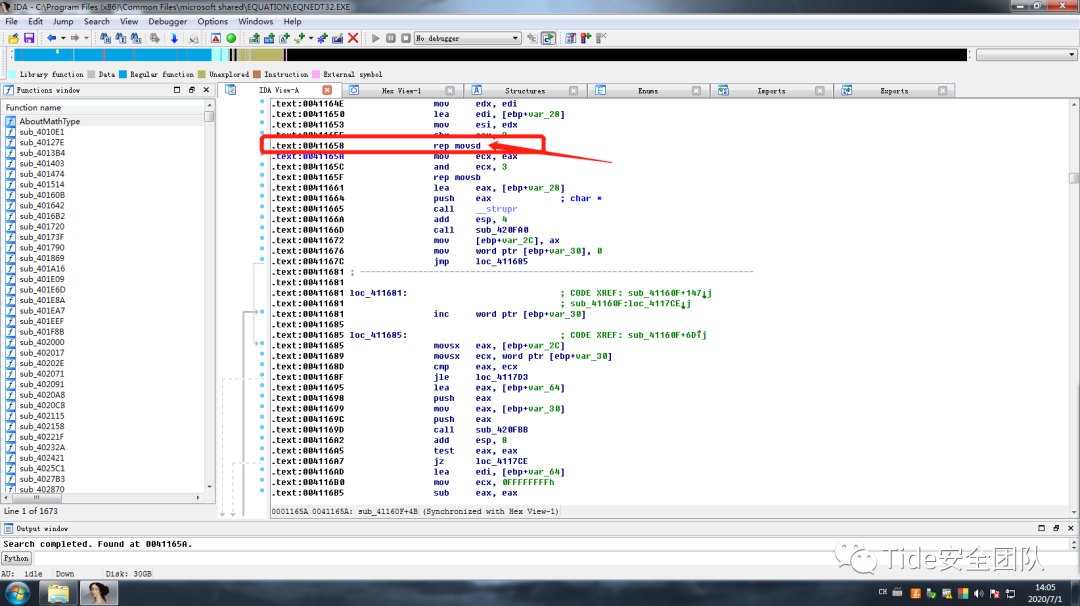 IDA - C:\Program Files (x86)\Common Files\microsoft shared\EQUATION\EQNEDT32.EXE
File Edit Jump Search View Debugger Options Windows Help
No debugger
Library function Data Regular function Unexplored Instruction External symbol
Functions window
IDA View-A Hex View-1 Structures Enums Imports Exports
Function name
AboutMathType
sub_4010E1
sub_40127E
sub_4013B4
sub_401403
sub_401474
sub_401514
sub_40160B
sub_401642
sub_4016B2
sub_401720
sub_40173F
sub_401790
sub_401869
sub_401A16
sub_401E09
sub_401E6D
sub_401E8A
sub_401EA7
sub_401EEF
sub_401F8B
sub_402000
sub_402017
sub_40202E
sub_402071
sub_402091
sub_4020A8
sub_4020C8
sub_402115
sub_402158
sub_40221F
sub_40232A
sub_402421
sub_4025C1
sub_4027B3
sub_402870
Line 1 of 1673
.text:0041164E mov edx, edi
.text:00411650 lea edi, [ebp+var_28]
.text:00411653 mov esi, edx
.text:00411658 rep movsd
.text:0041165A mov ecx, eax
.text:0041165C and ecx, 3
.text:0041165F rep movsb
.text:00411661 lea eax, [ebp+var_28]
.text:00411664 push eax ; char *
.text:00411665 call __strupr
.text:0041166A add esp, 4
.text:0041166D call sub_420FA0
.text:00411672 mov [ebp+var_2C], ax
.text:00411676 mov word ptr [ebp+var_30], 0
.text:0041167C jmp loc_411685
.text:00411681 ; ---------------------------------------------------------------------------
.text:00411681
.text:00411681 loc_411681: ; CODE XREF: sub_41160F+147↓j
.text:00411681 ; sub_41160F:loc_4117CE↓j
.text:00411681 inc word ptr [ebp+var_30]
.text:00411685
.text:00411685 loc_411685: ; CODE XREF: sub_41160F+6D↑j
.text:00411685 movsx eax, [ebp+var_2C]
.text:00411689 movsx ecx, word ptr [ebp+var_30]
.text:0041168D cmp eax, ecx
.text:0041168F jle loc_4117D3
.text:00411695 lea eax, [ebp+var_64]
.text:00411698 push eax
.text:00411699 mov eax, [ebp+var_30]
.text:0041169C push eax
.text:0041169D call sub_420FBB
.text:004116A2 add esp, 8
.text:004116A5 test eax, eax
.text:004116A7 jz loc_4117CE
.text:004116AD lea edi, [ebp+var_64]
.text:004116B0 mov ecx, 0FFFFFFFFh
.text:004116B5 sub eax, eax
0001165A 0041165A: sub_41160F+4B (Synchronized with Hex View-1)
Output window
Search completed. Found at 0041165A.
Python
AU: idle Down Disk: 30GB
Tide安全团队
CH
14:05
2020/7/1